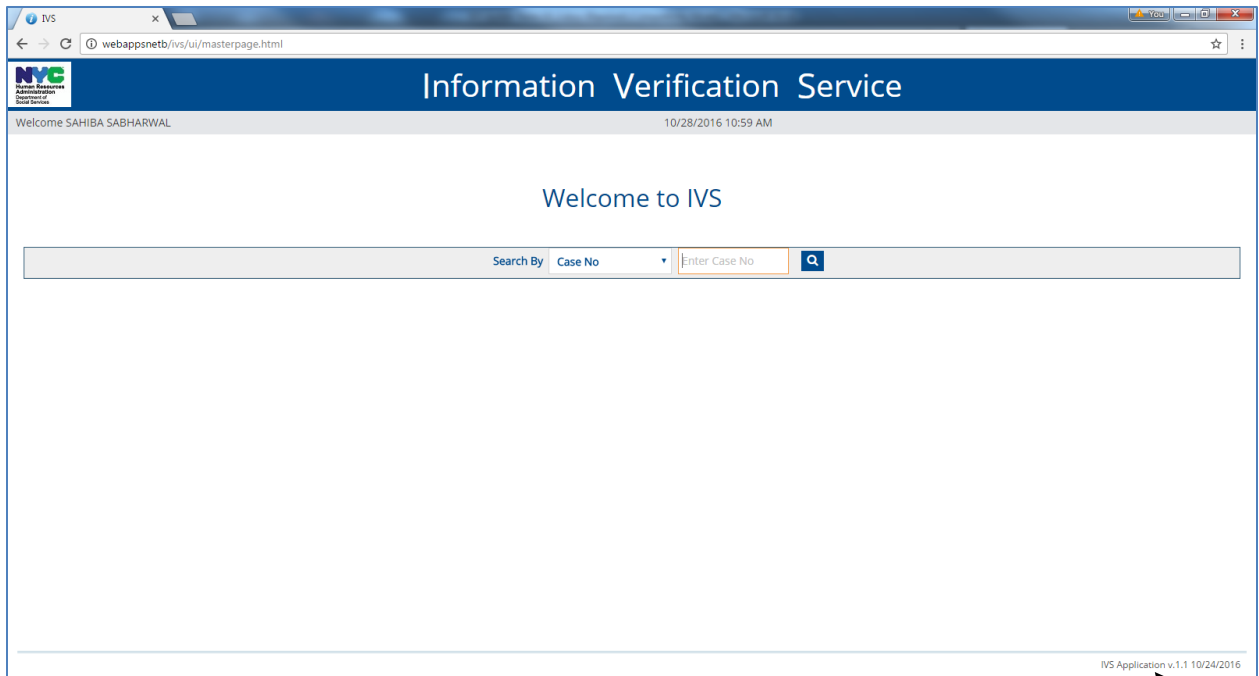 IVS
You
webappsnetb/ivs/ui/masterpage.html
NYC
Human Resources
Administration
Department of
Social Services
Information Verification Service
Welcome SAHIBA SABHARWAL 10/28/2016 10:59 AM
Welcome to IVS
Search By Case No Enter Case No
IVS Application v.1.1 10/24/2016